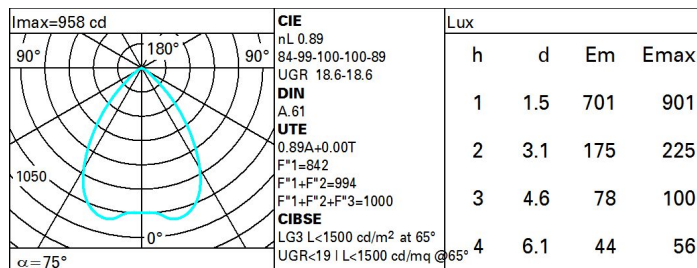 Imax=958 cd
90°
180°
90°
1050
0°
α=75°
CIE
nL 0.89
84-99-100-100-89
UGR 18.6-18.6
DIN
A.61
UTE
0.89A+0.00T
F"1=842
F"1+F"2=994
F"1+F"2+F"3=1000
CIBSE
LG3 L<1500 cd/m² at 65°
UGR<19 | L<1500 cd/mq @65°
Lux
h d Em Emax
1 1.5 701 901
2 3.1 175 225
3 4.6 78 100
4 6.1 44 56